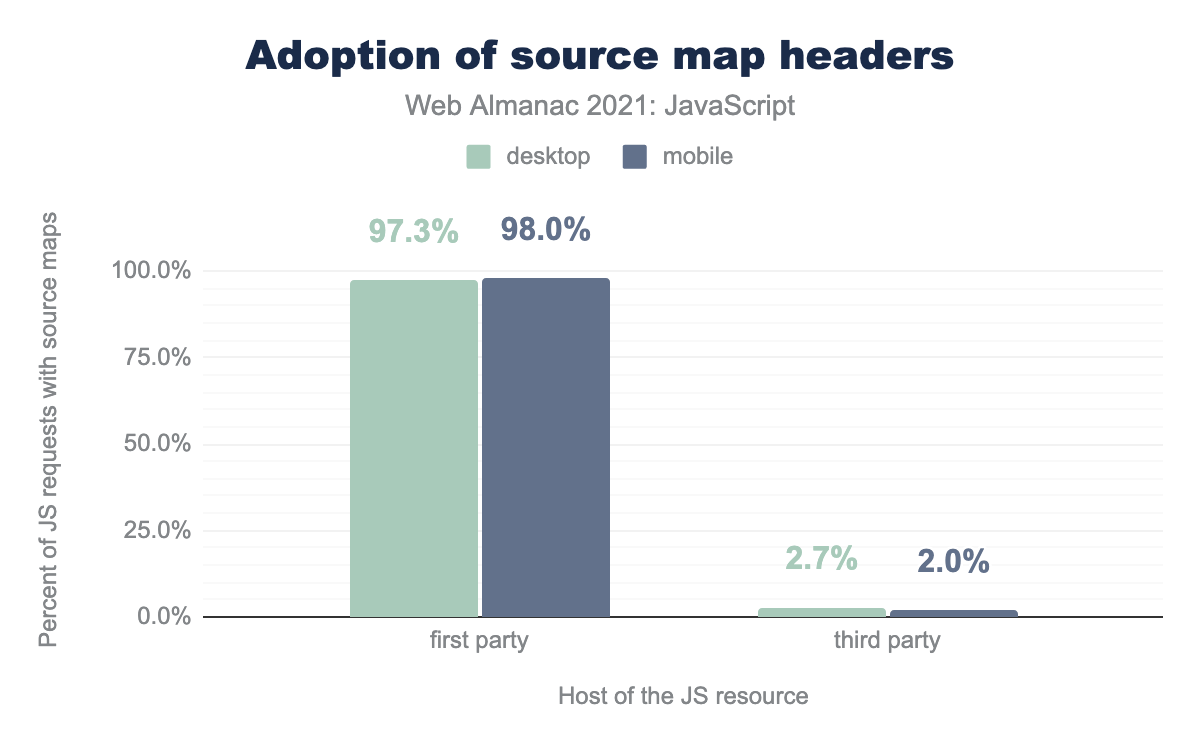 Adoption of source map headers
Web Almanac 2021: JavaScript
desktop
mobile
Percent of JS requests with source maps
97.3%
98.0%
100.0%
75.0%
50.0%
25.0%
0.0%
2.7%
2.0%
first party
third party
Host of the JS resource